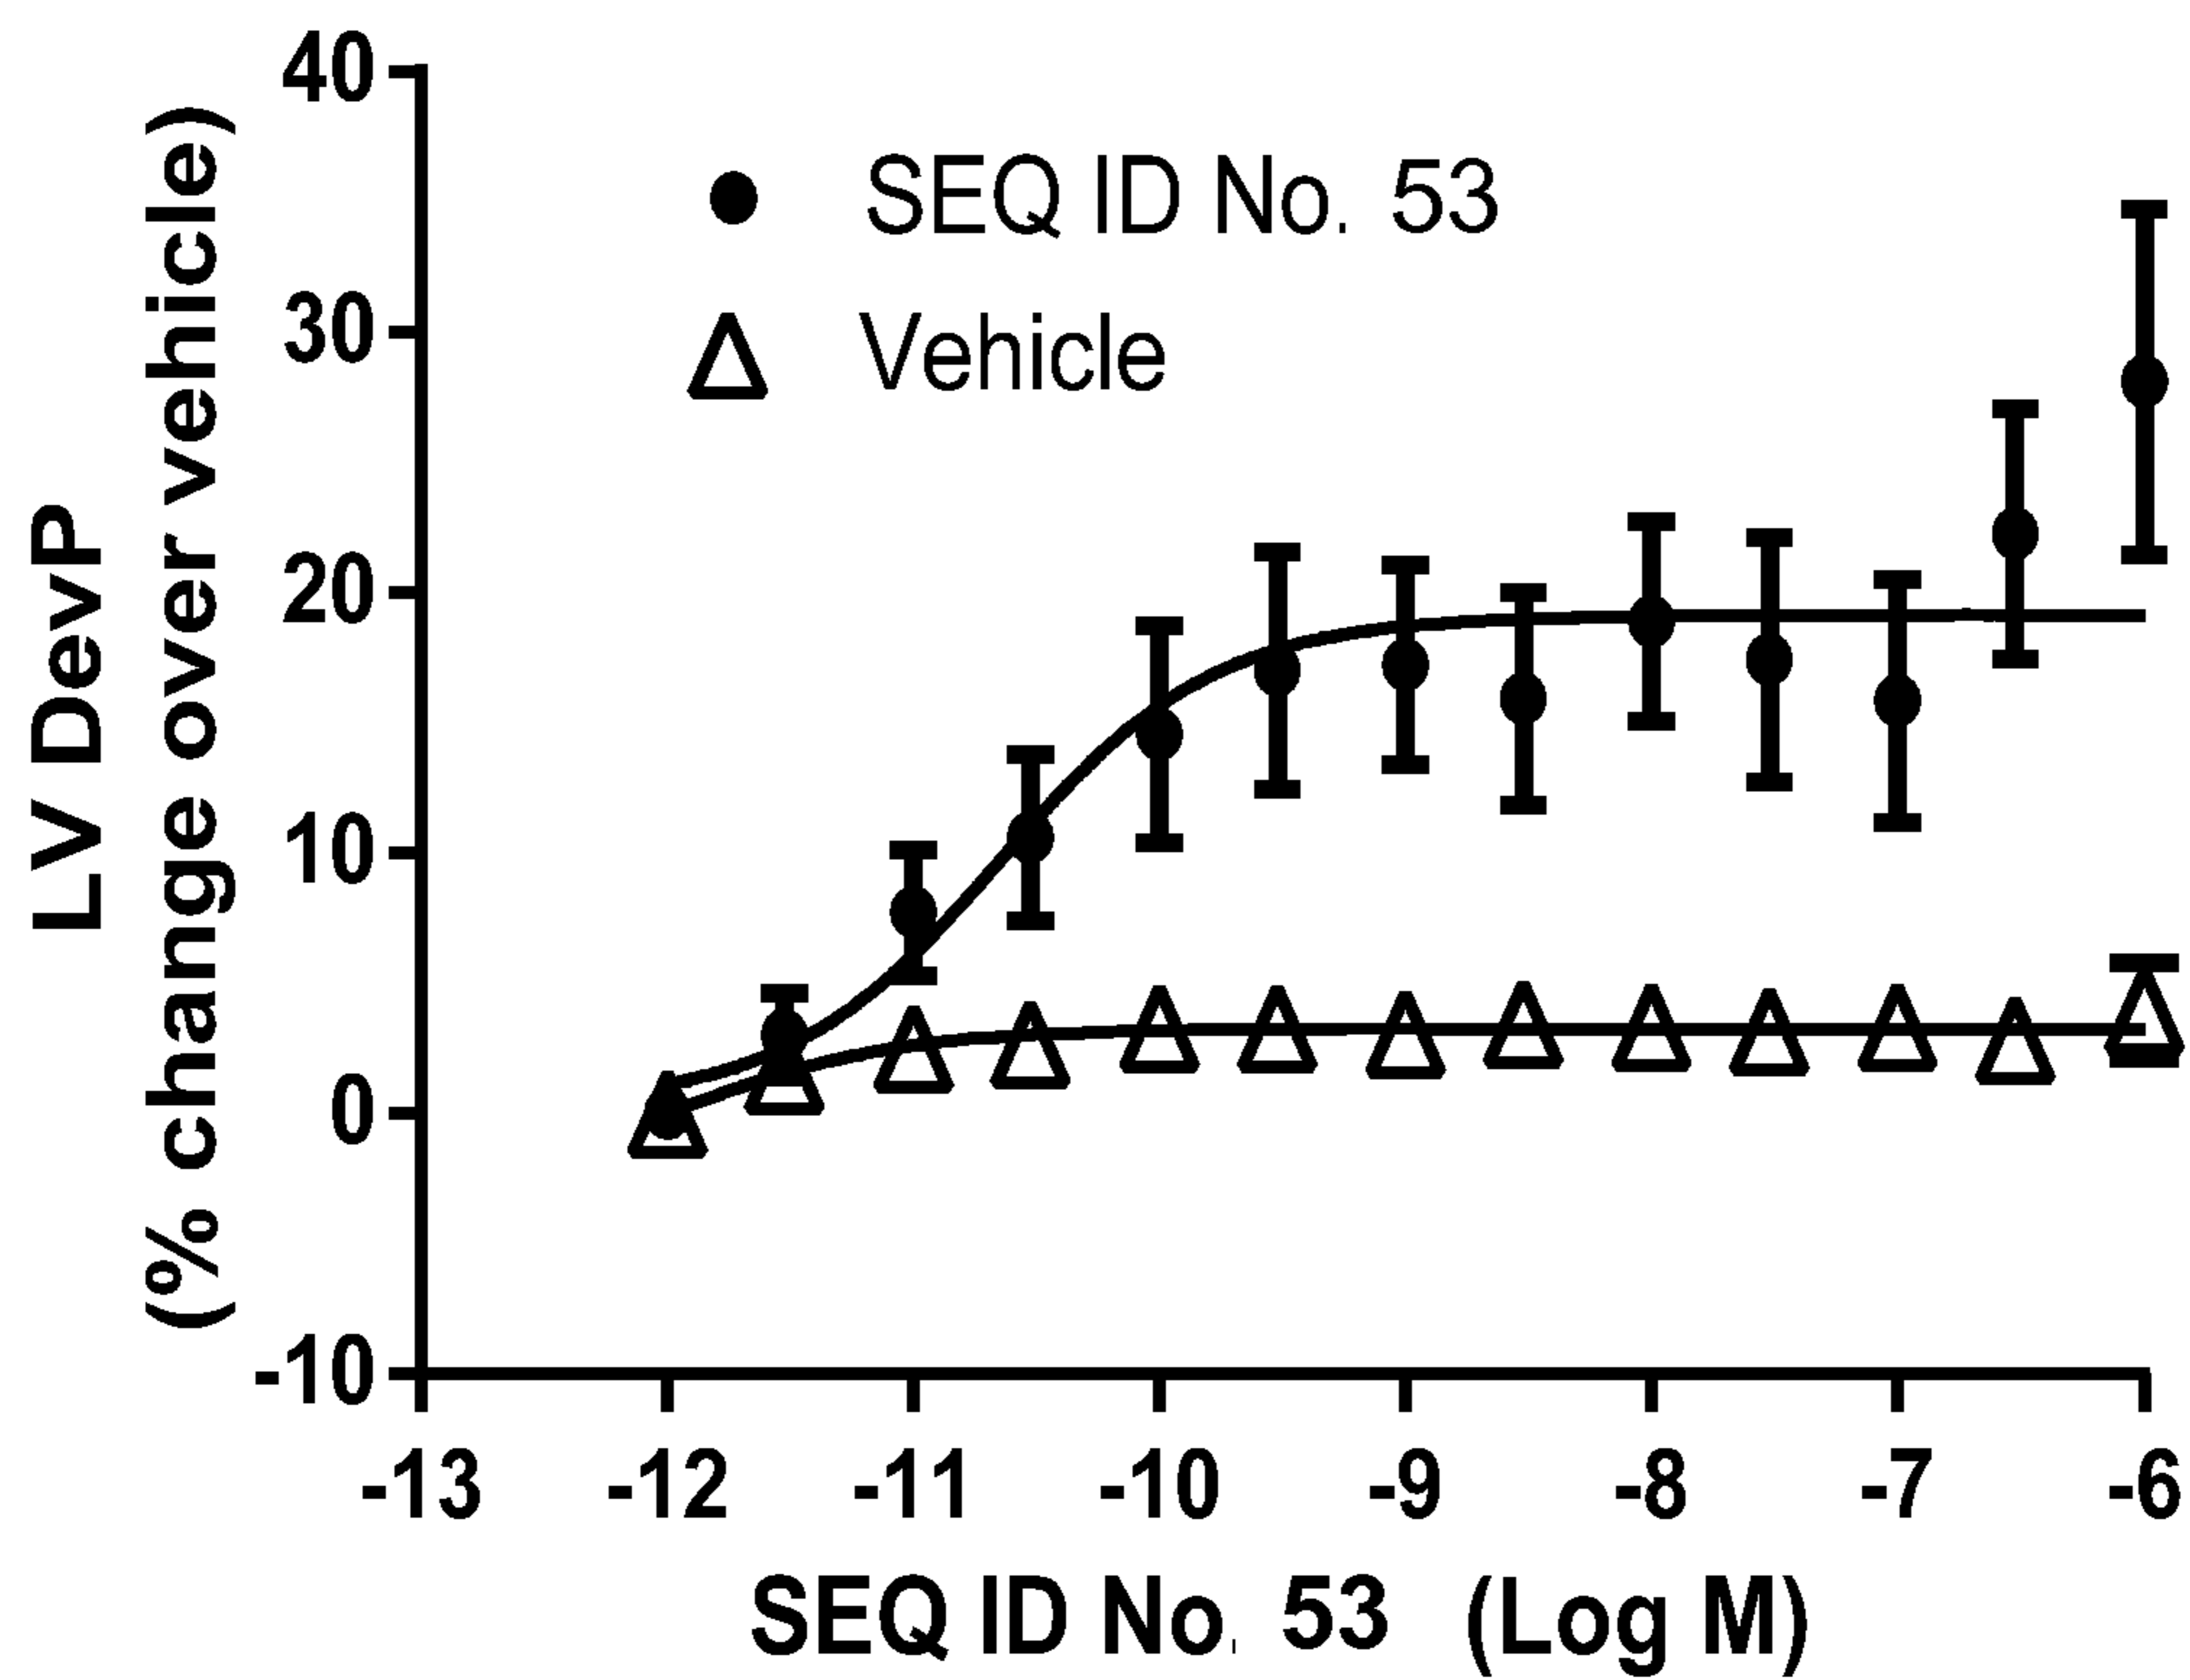 LV DevP
(% change over vehicle)
40
30
20
10
0
-10
SEQ ID No. 53
Vehicle
-13 -12 -11 -10 -9 -8 -7 -6
SEQ ID No. 53 (Log M)